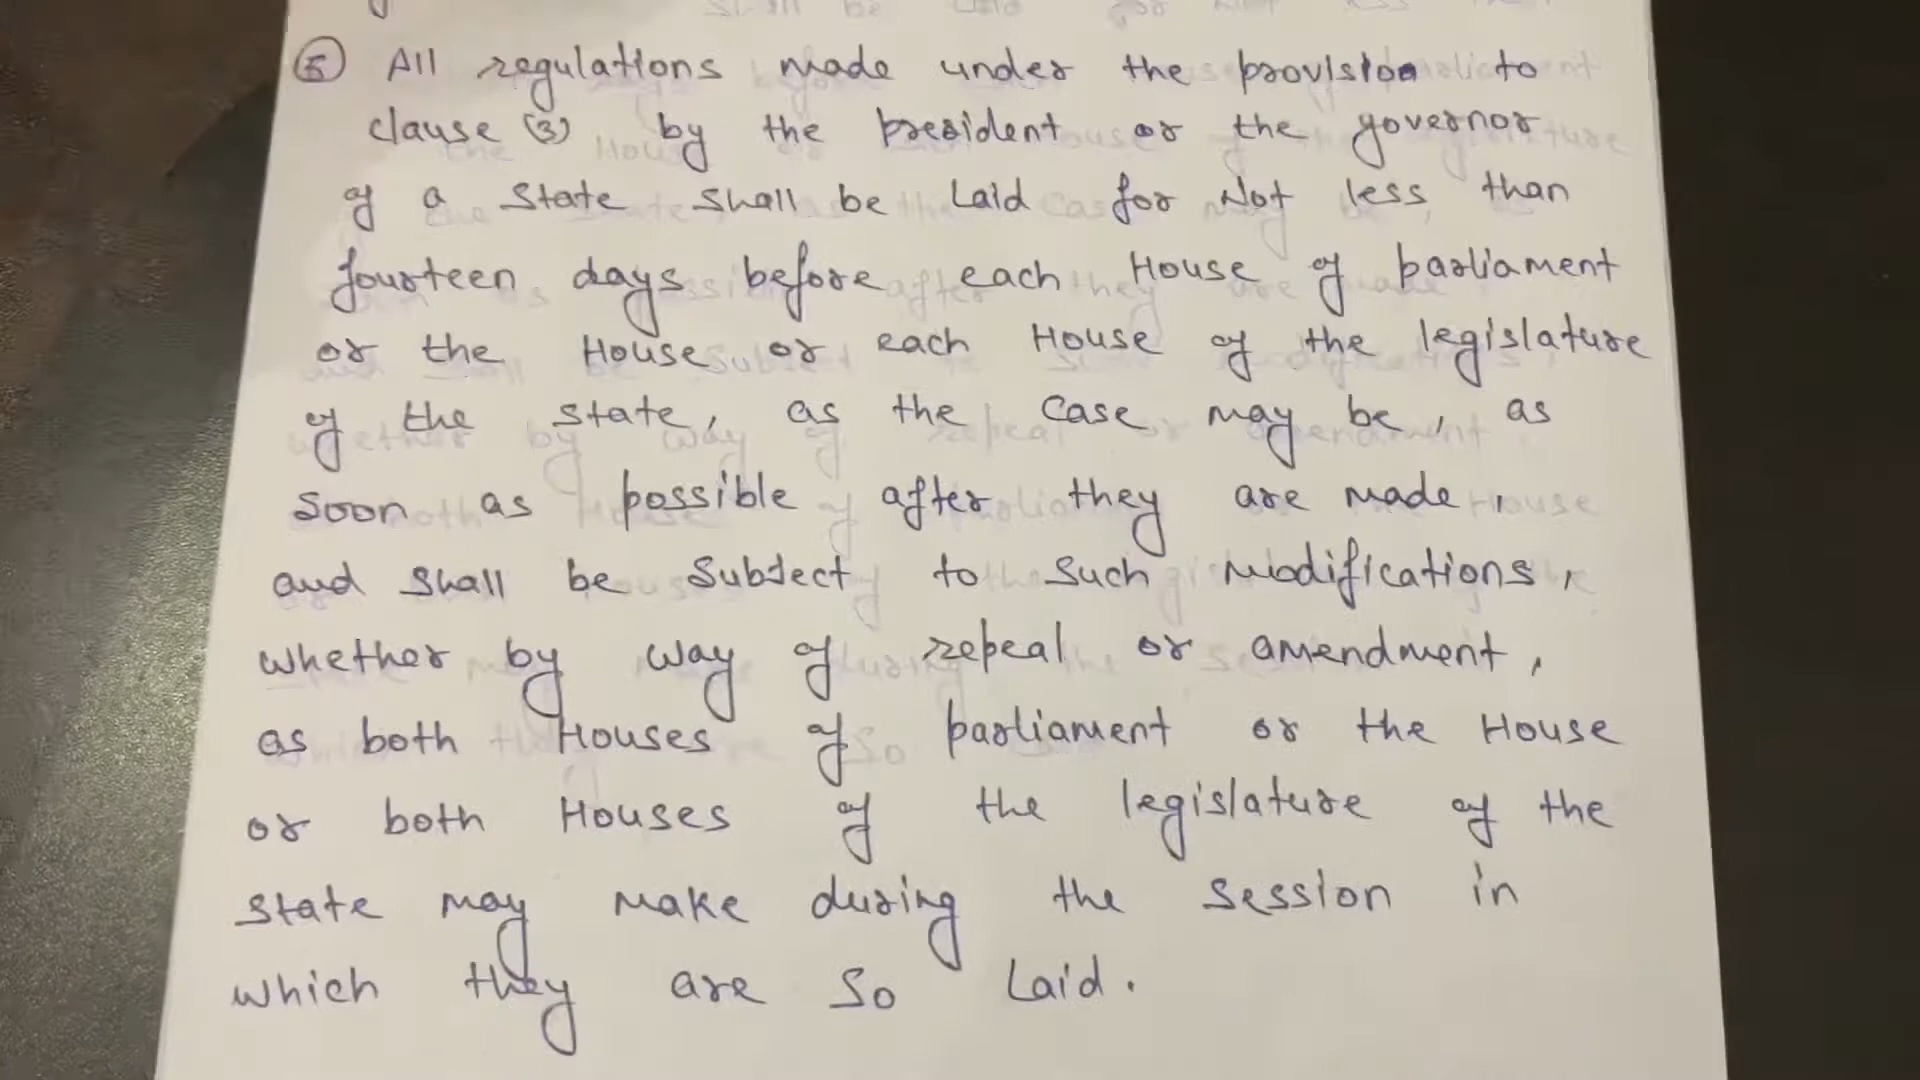 ⑤ All regulations made under the provision to
clause (3) by the president or the governor
of a State shall be Laid for Not less than
fourteen days before each House of parliament
or the House or each House of the legislature
of the state, as the case may be, as
soon as possible after they are made,
and shall be Subject to such modifications,
whether by way of repeal or amendment,
as both Houses of parliament or the House
or both Houses of the legislature of the
state may make during the session in
which they are so Laid.